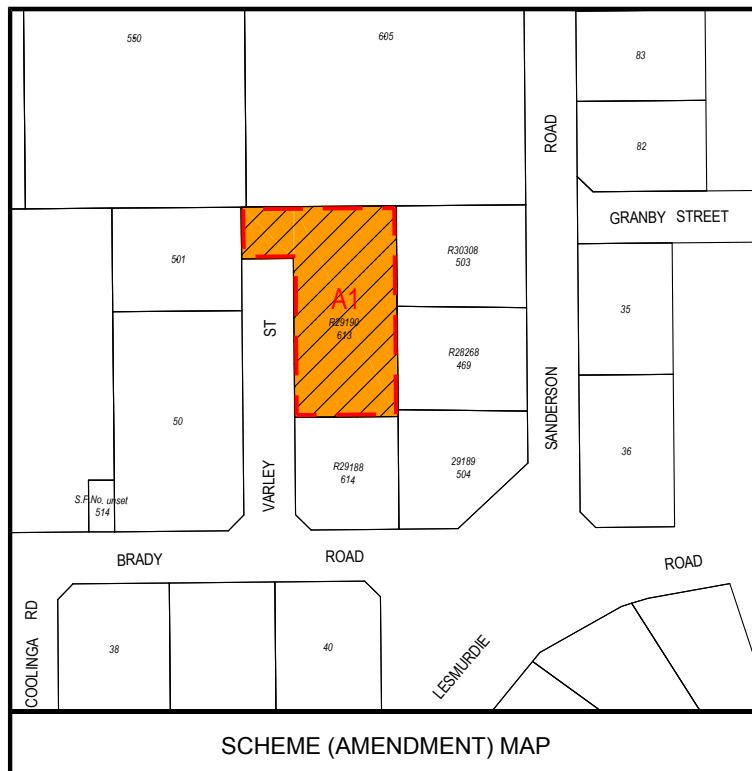 550
605
83
82
ROAD
GRANBY STREET
501
R30308
503
A1
R29190
613
ST
35
R28268
469
SANDERSON
50
36
R29188
614
29189
504
VARLEY
S.P.No. unset
514
BRADY
ROAD
ROAD
COOLINGA RD
38
40
LESMURDIE
SCHEME (AMENDMENT) MAP